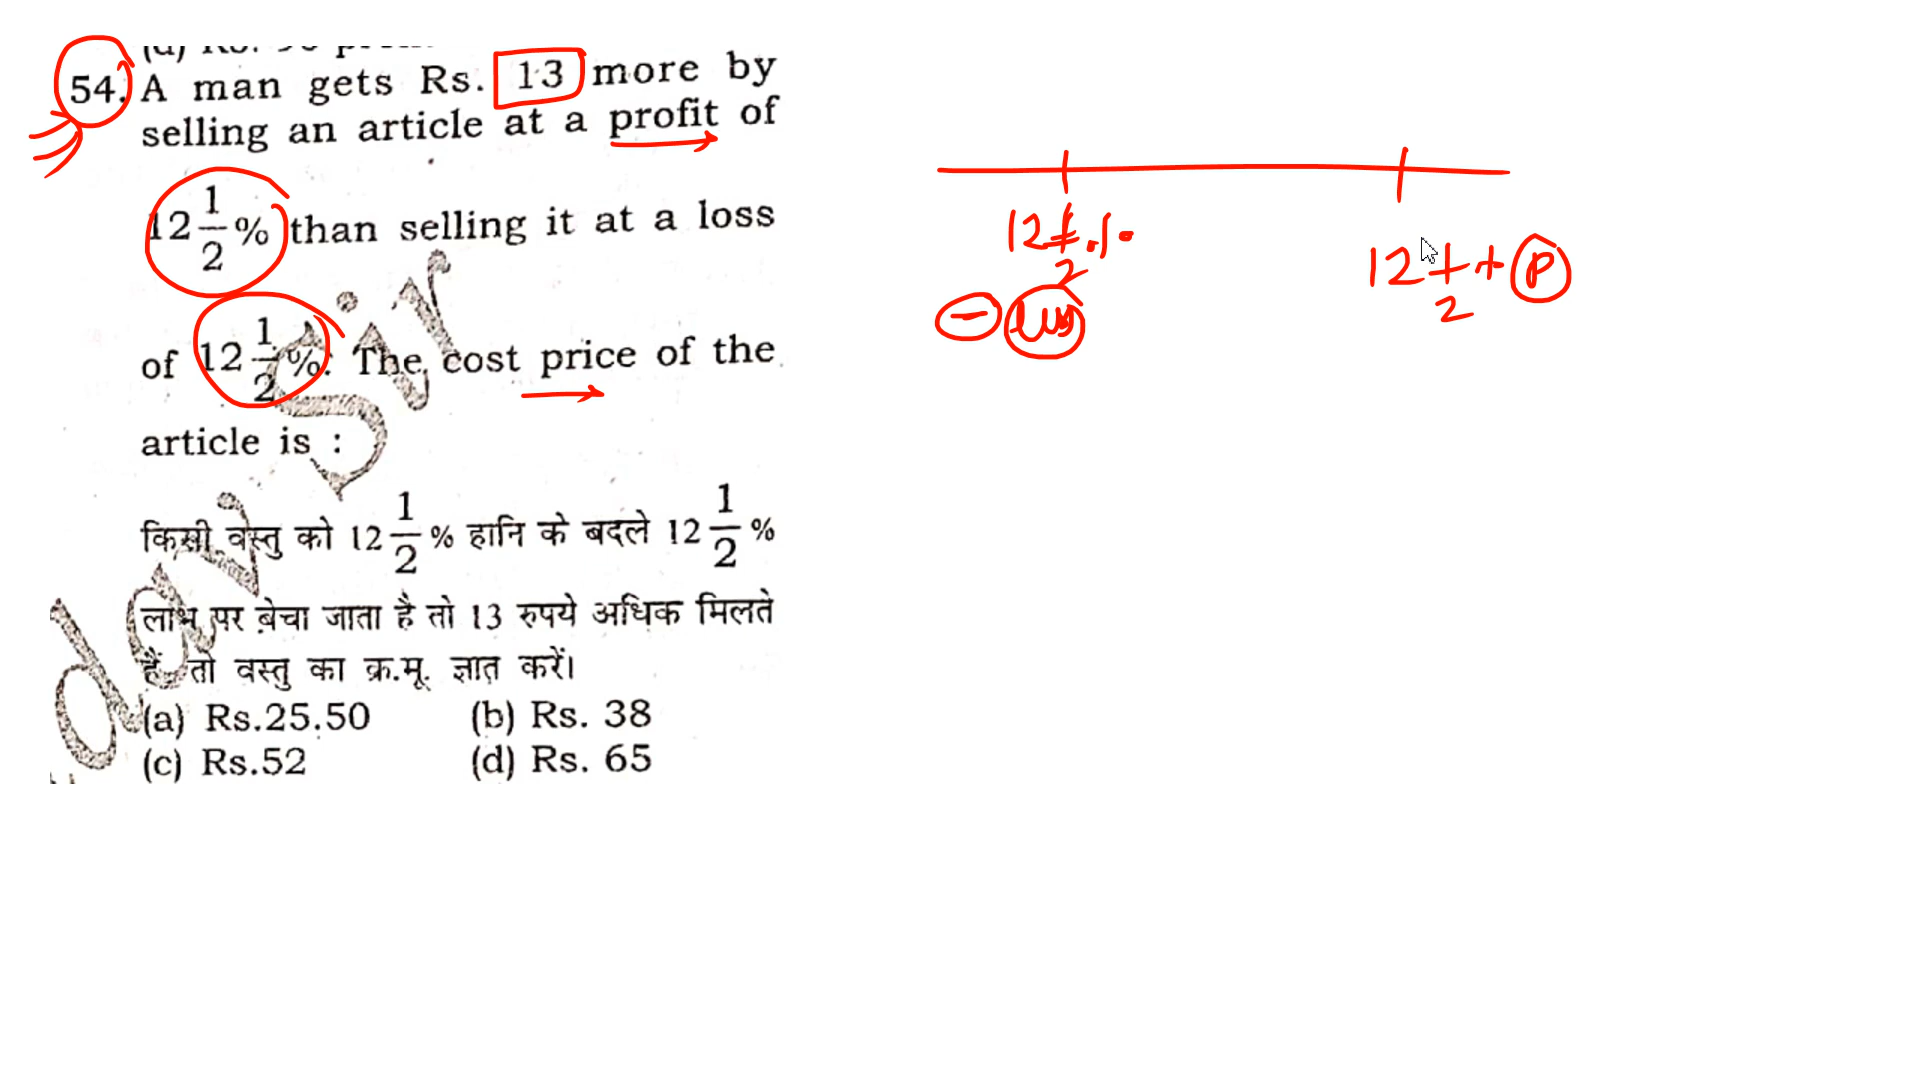 54. A man gets Rs. 13 more by
selling an article at a profit of
12 1/2 % than selling it at a loss
of 12 1/2 %. The cost price of the
article is :
किसी वस्तु को 12 1/2 % हानि के बदले 12 1/2 %
लाभ पर बेचा जाता है तो 13 रुपये अधिक मिलते
हैं, तो वस्तु का क्र.मू. ज्ञात करें।
(a) Rs.25.50 (b) Rs. 38
(c) Rs.52 (d) Rs. 65
12 1/2 %
− loss
12 1/2 + P
Sir